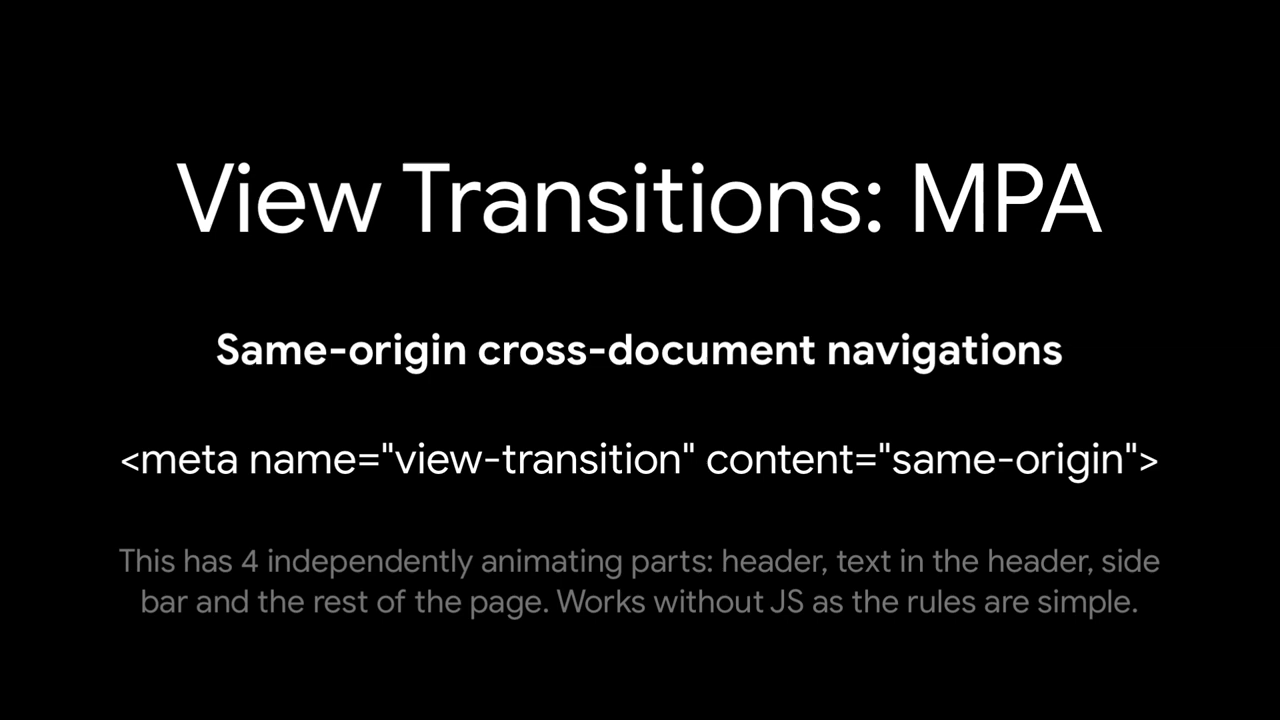 View Transitions: MPA
Same-origin cross-document navigations
<meta name="view-transition" content="same-origin">
This has 4 independently animating parts: header, text in the header, side
bar and the rest of the page. Works without JS as the rules are simple.